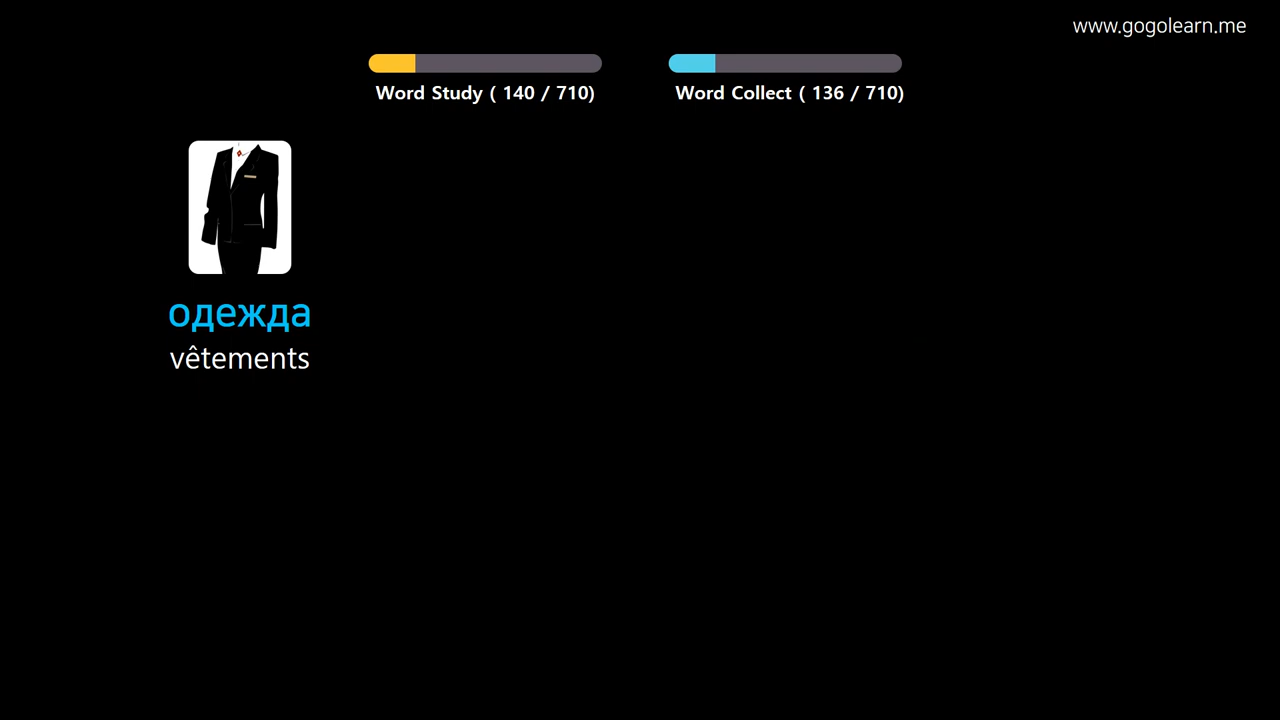 www.gogolearn.me
Word Study ( 140 / 710)
Word Collect ( 136 / 710)
одежда
vêtements